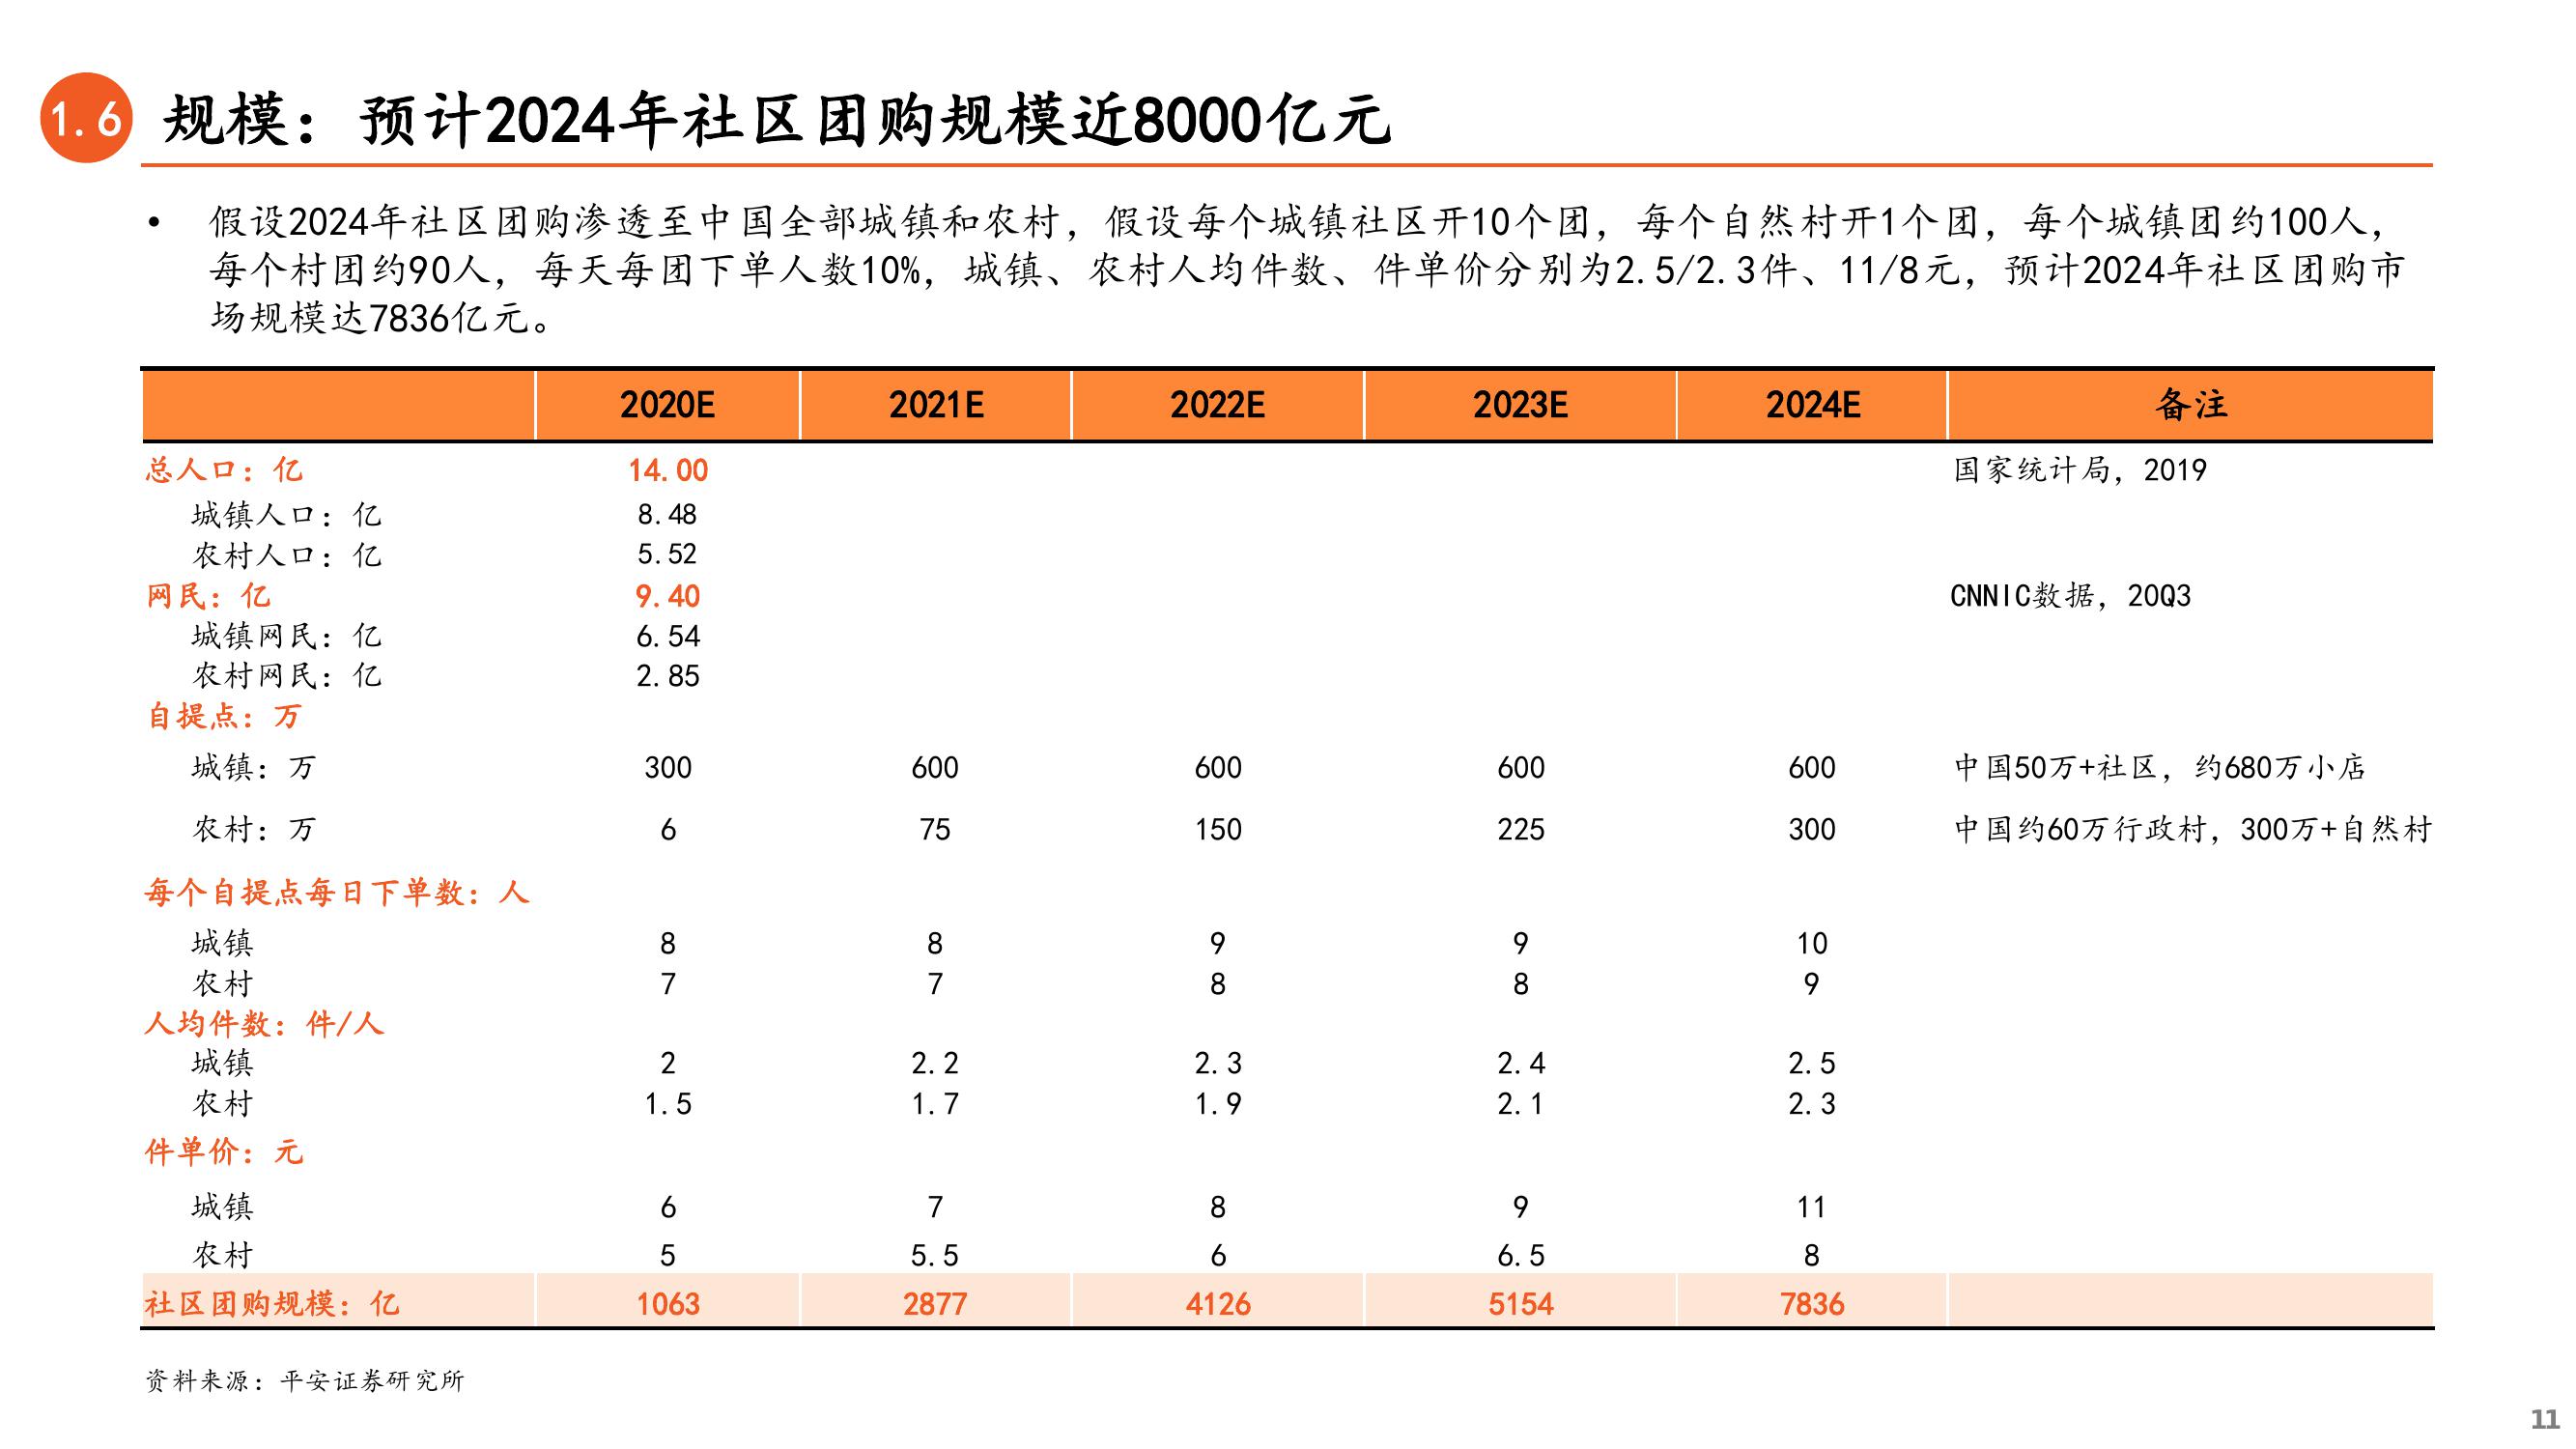 1.6 规模：预计2024年社区团购规模近8000亿元
• 假设2024年社区团购渗透至中国全部城镇和农村，假设每个城镇社区开10个团，每个自然村开1个团，每个城镇团约100人，
每个村团约90人，每天每团下单人数10%，城镇、农村人均件数、件单价分别为2.5/2.3件、11/8元，预计2024年社区团购市
场规模达7836亿元。
2020E 2021E 2022E 2023E 2024E 备注
总人口：亿 14.00 国家统计局，2019
城镇人口：亿 8.48
农村人口：亿 5.52
网民：亿 9.40 CNNIC数据，20Q3
城镇网民：亿 6.54
农村网民：亿 2.85
自提点：万
城镇：万 300 600 600 600 600 中国50万+社区，约680万小店
农村：万 6 75 150 225 300 中国约60万行政村，300万+自然村
每个自提点每日下单数：人
城镇 8 8 9 9 10
农村 7 7 8 8 9
人均件数：件/人
城镇 2 2.2 2.3 2.4 2.5
农村 1.5 1.7 1.9 2.1 2.3
件单价：元
城镇 6 7 8 9 11
农村 5 5.5 6 6.5 8
社区团购规模：亿 1063 2877 4126 5154 7836
资料来源：平安证券研究所
11